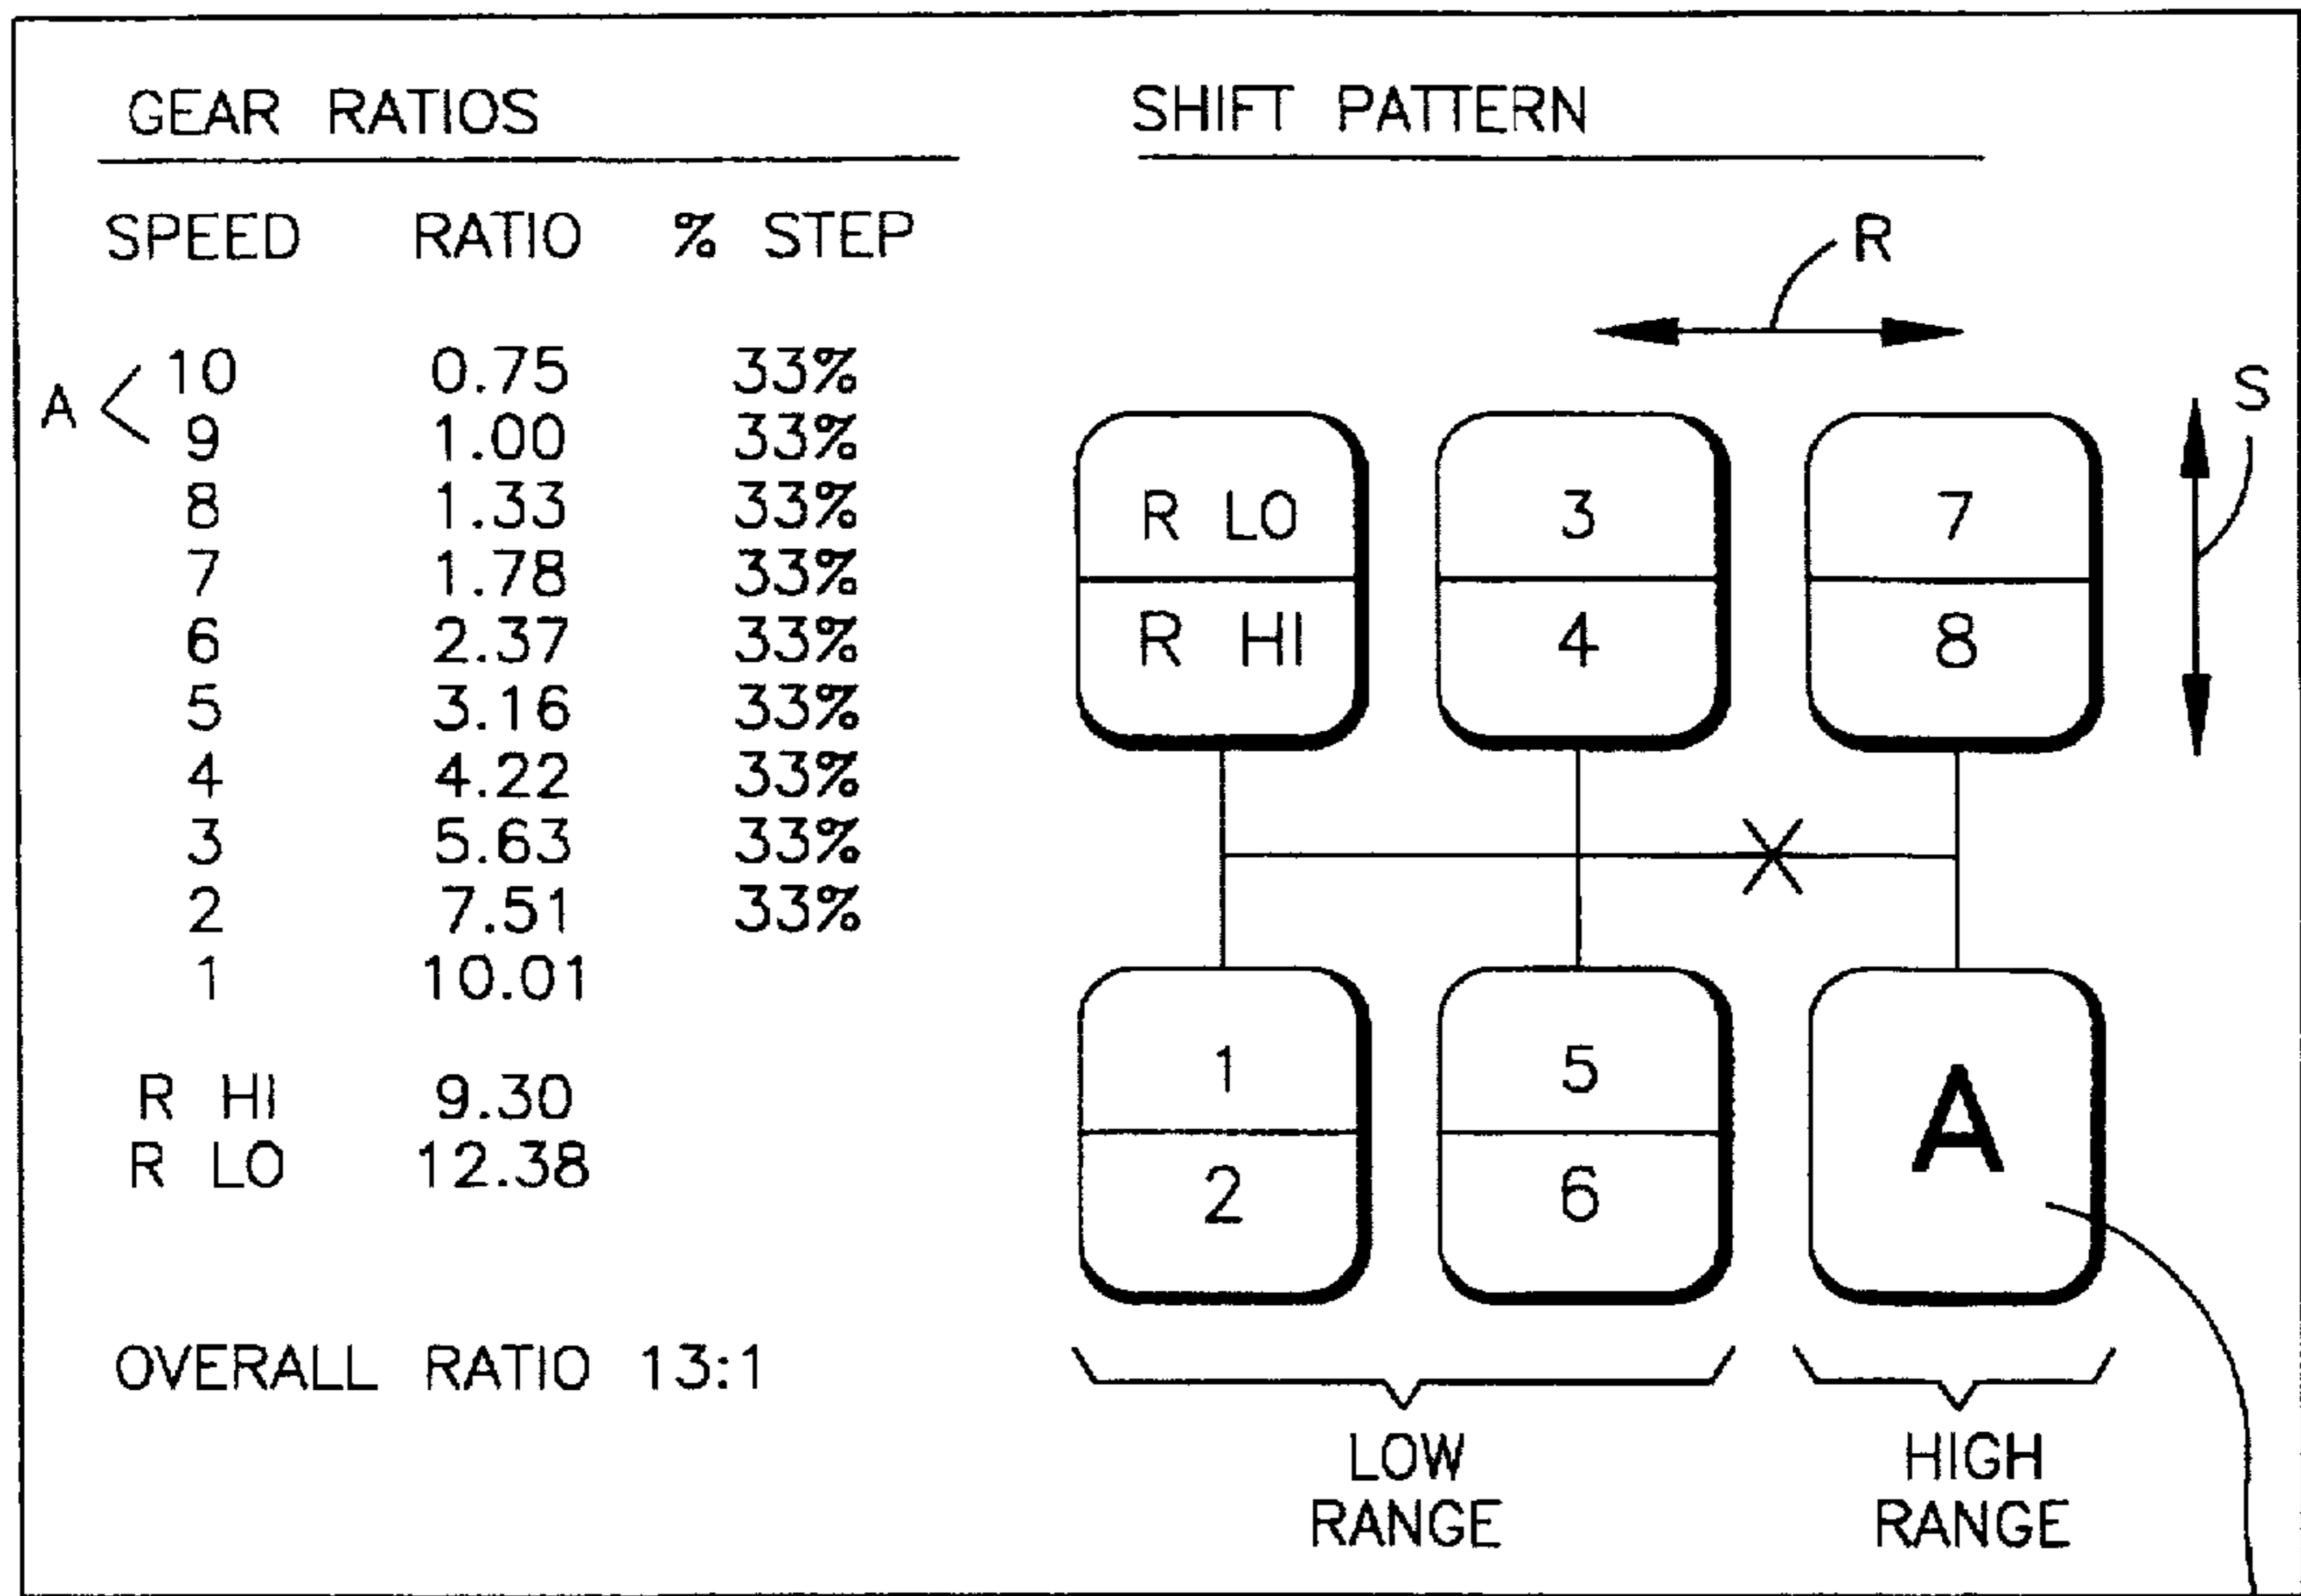 GEAR RATIOS
SPEED RATIO % STEP
A
10 0.75 33%
9 1.00 33%
8 1.33 33%
7 1.78 33%
6 2.37 33%
5 3.16 33%
4 4.22 33%
3 5.63 33%
2 7.51 33%
1 10.01
R HI 9.30
R LO 12.38
OVERALL RATIO 13:1
SHIFT PATTERN
R
S
R LO 3 7
R HI 4 8
1 5 A
2 6
LOW
RANGE
HIGH
RANGE